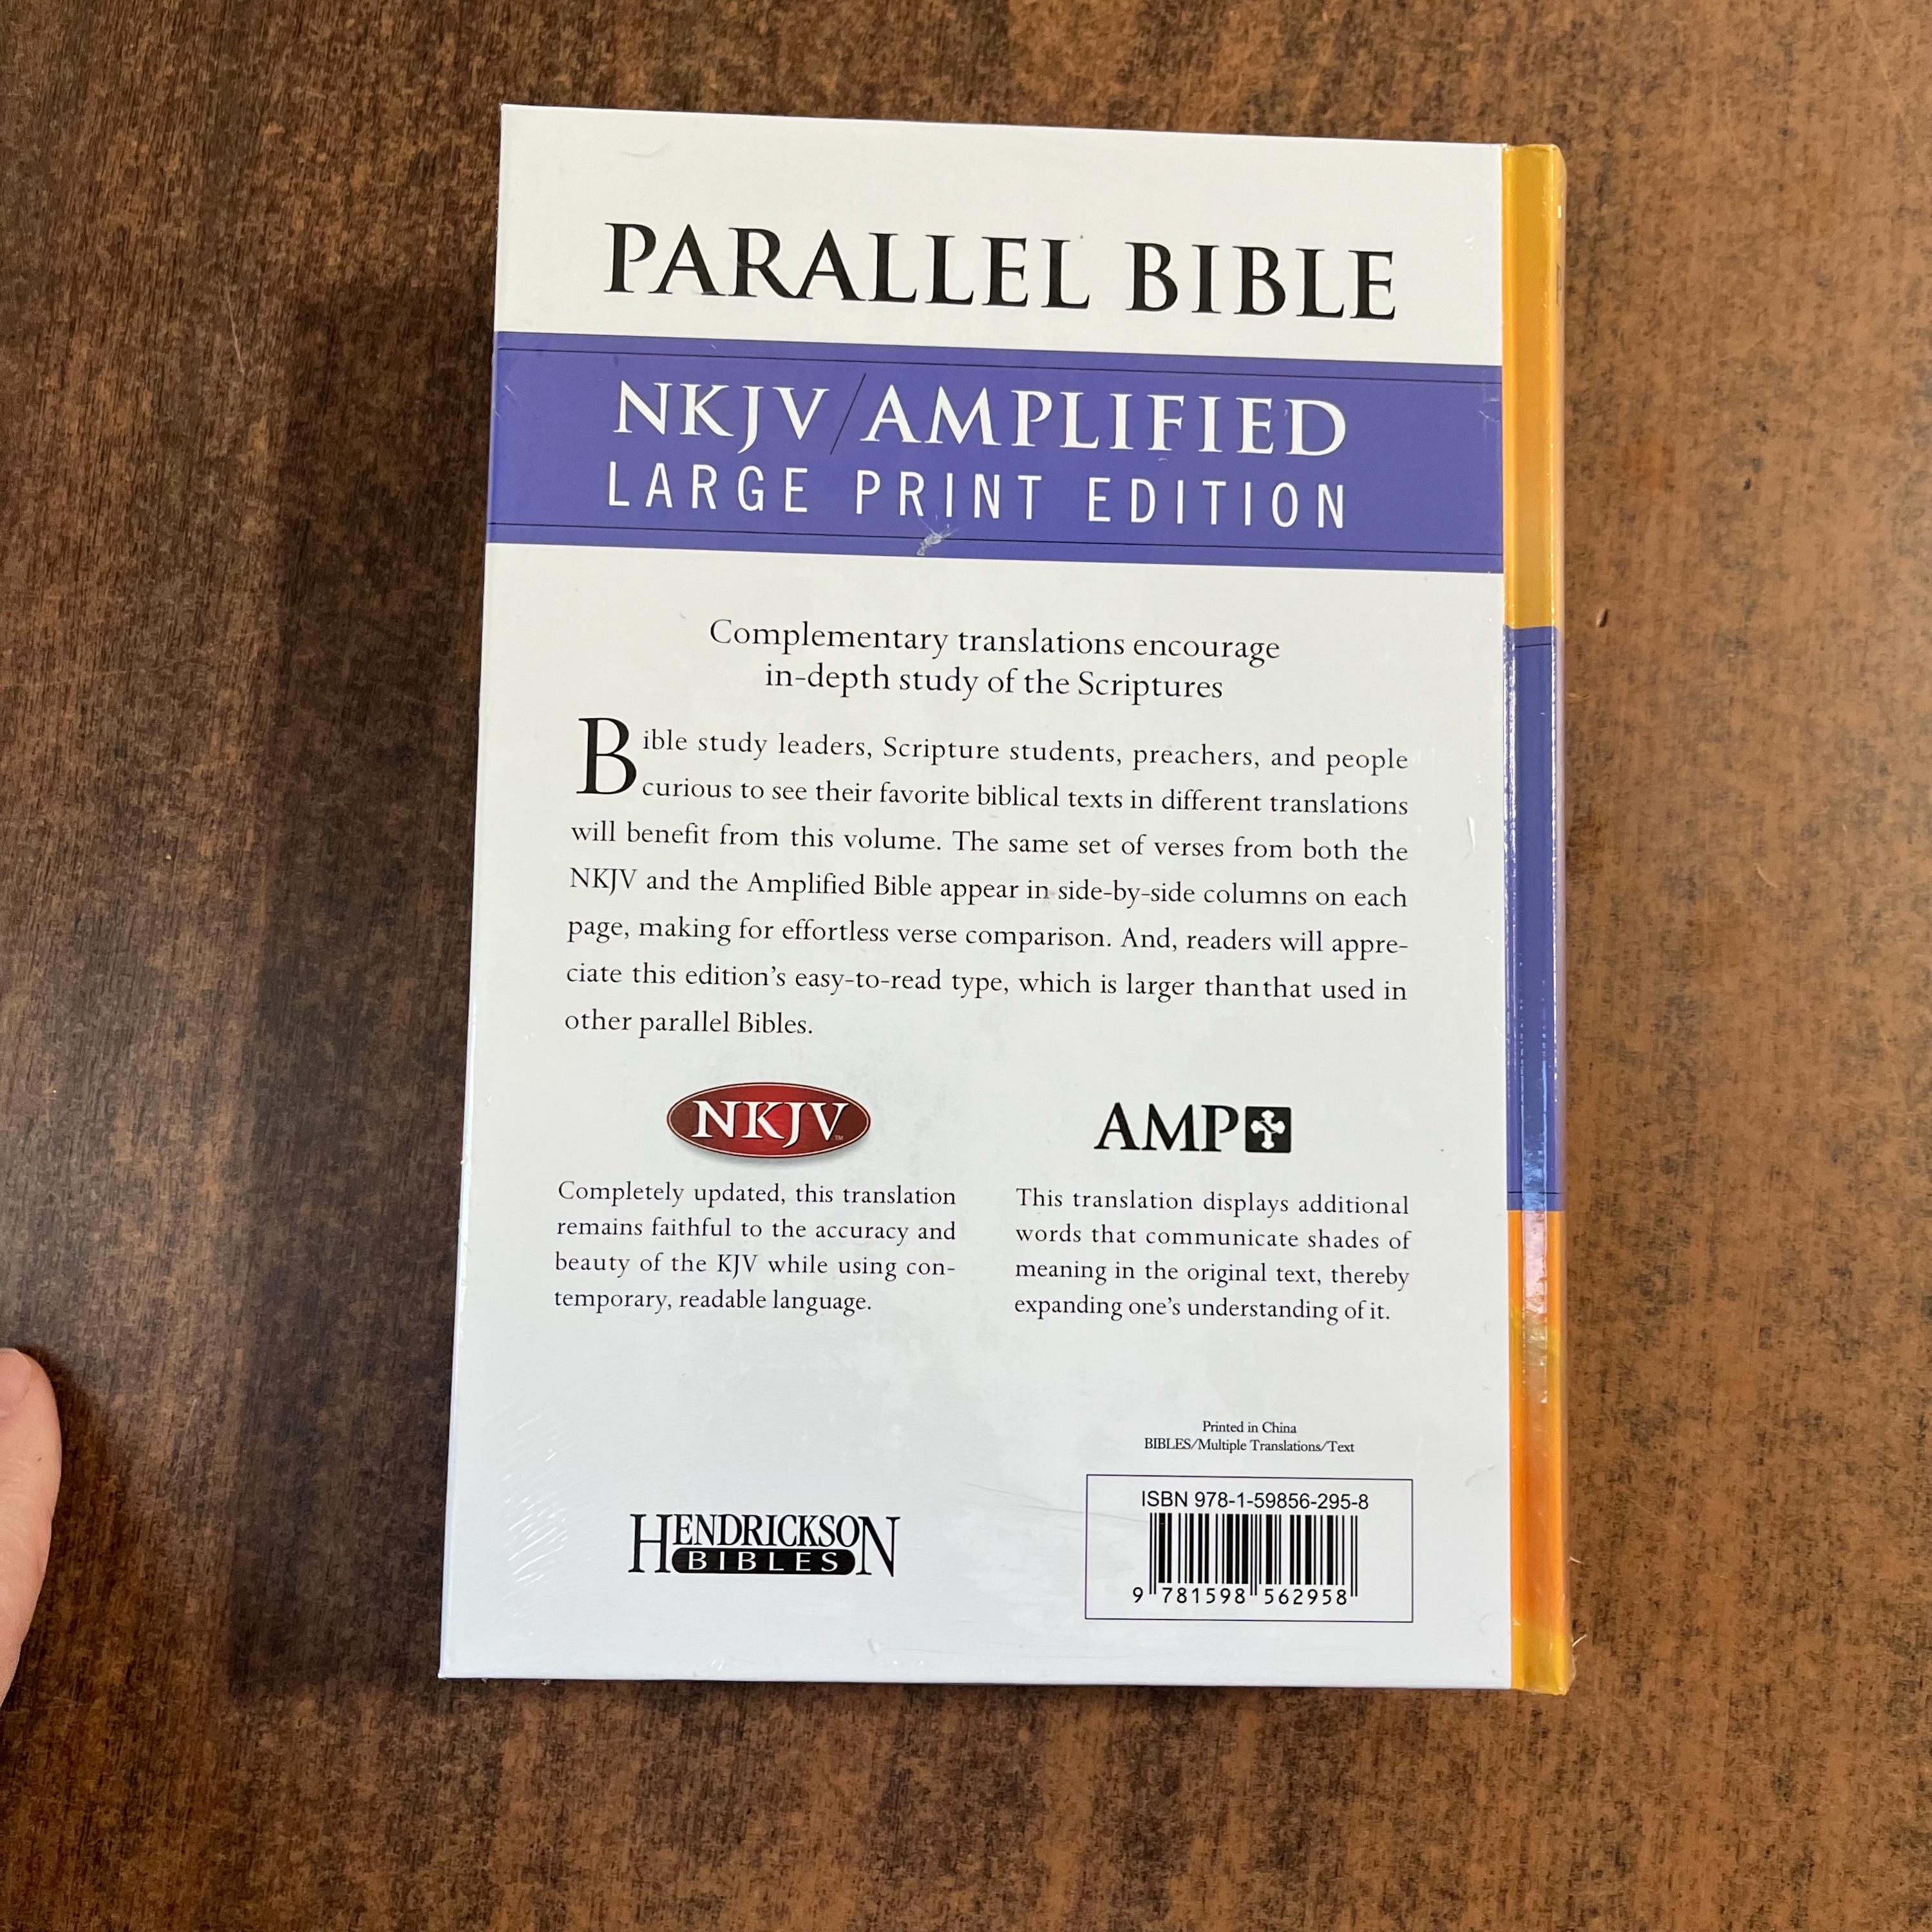 PARALLEL BIBLE
NKJV/AMPLIFIED
LARGE PRINT EDITION
Complementary translations encourage
in-depth study of the Scriptures
Bible study leaders, Scripture students, preachers, and people
curious to see their favorite biblical texts in different translations
will benefit from this volume. The same set of verses from both the
NKJV and the Amplified Bible appear in side-by-side columns on each
page, making for effortless verse comparison. And, readers will appre-
ciate this edition's easy-to-read type, which is larger than that used in
other parallel Bibles.
NKJV™
Completely updated, this translation
remains faithful to the accuracy and
beauty of the KJV while using con-
temporary, readable language.
AMP
This translation displays additional
words that communicate shades of
meaning in the original text, thereby
expanding one's understanding of it.
Printed in China
BIBLES/Multiple Translations/Text
HENDRICKSON
BIBLES
ISBN 978-1-59856-295-8
9 781598 562958